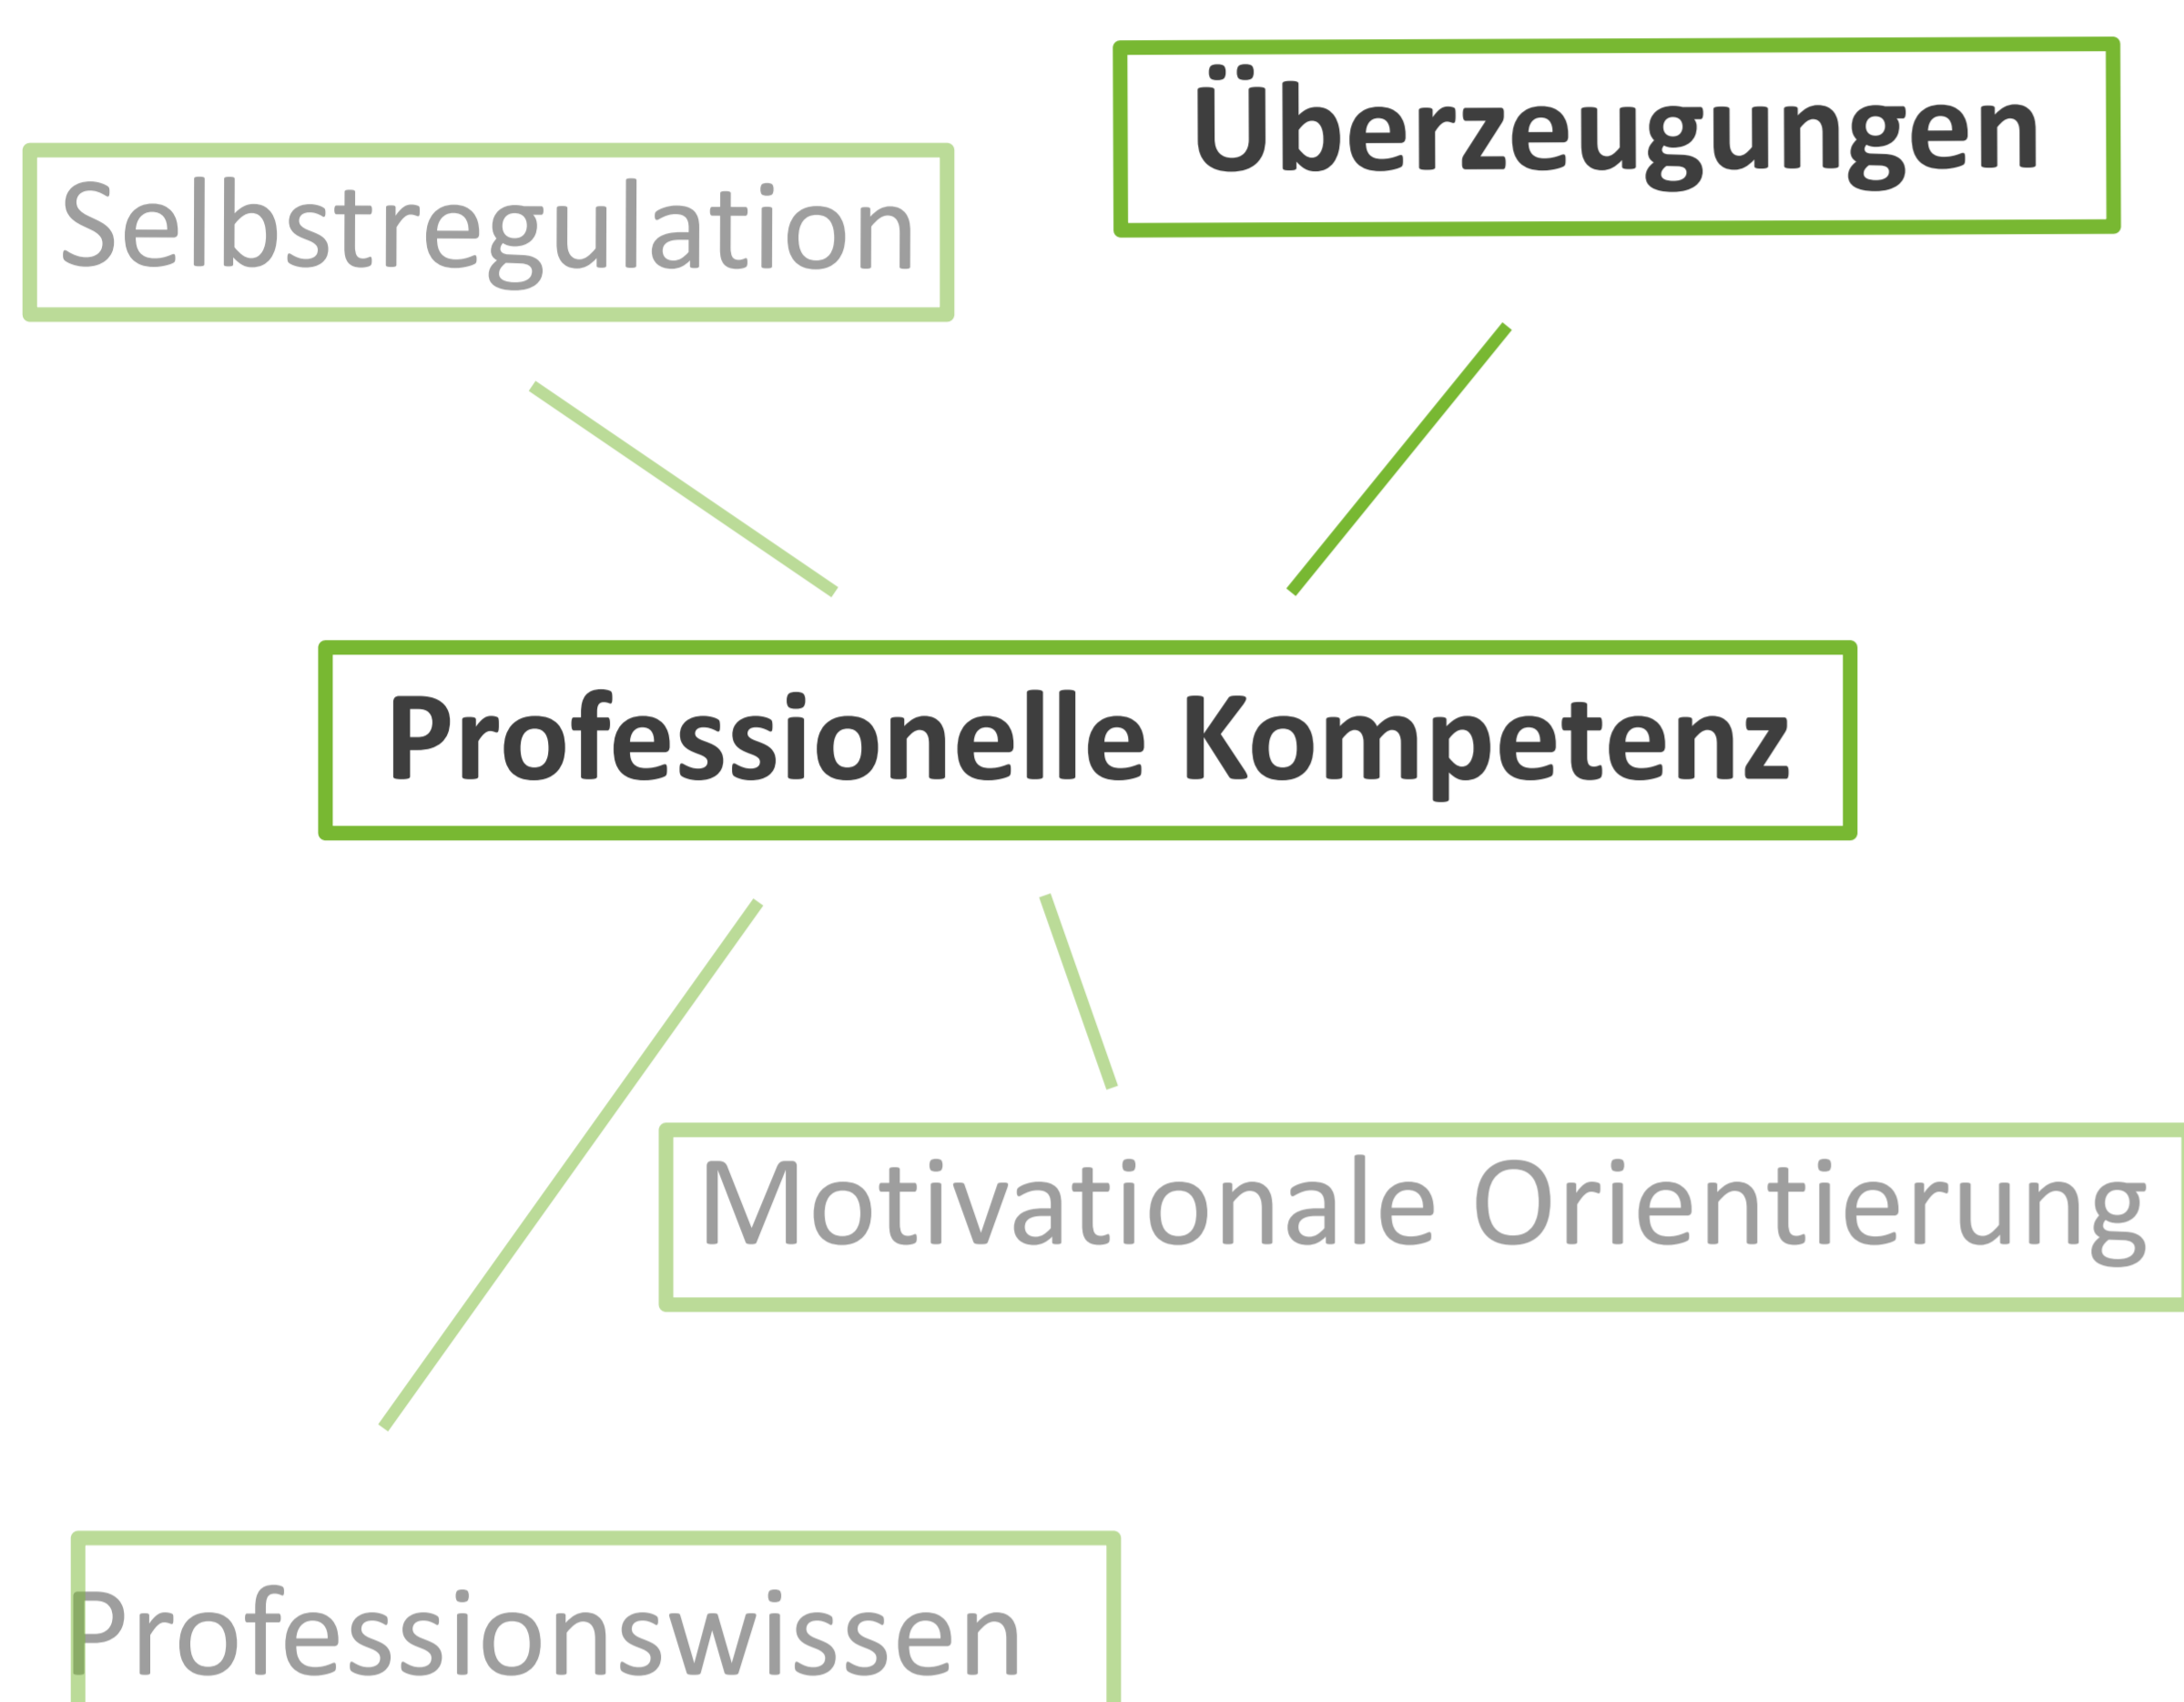 Überzeugungen
Selbstregulation
Professionelle Kompetenz
Motivationale Orientierung
Professionswissen